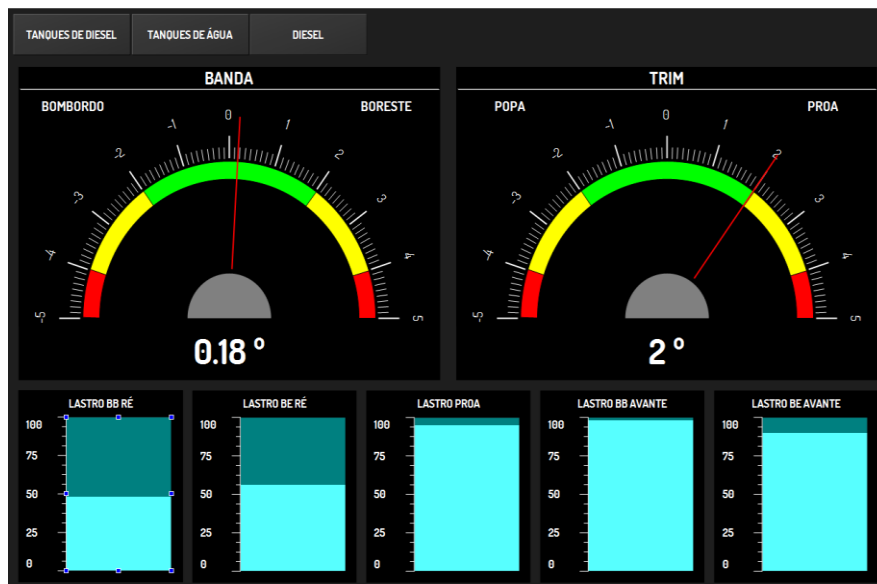 TANQUES DE DIESEL TANQUES DE ÁGUA DIESEL
BANDA
BOMBORDO BORESTE
-5 -4 -3 -2 -1 0 1 2 3 4 5
0.18 º
TRIM
POPA PROA
-5 -4 -3 -2 -1 0 1 2 3 4 5
2 º
LASTRO BB RÉ
100
75
50
25
0
LASTRO BE RÉ
100
75
50
25
0
LASTRO PROA
100
75
50
25
0
LASTRO BB AVANTE
100
75
50
25
0
LASTRO BE AVANTE
100
75
50
25
0